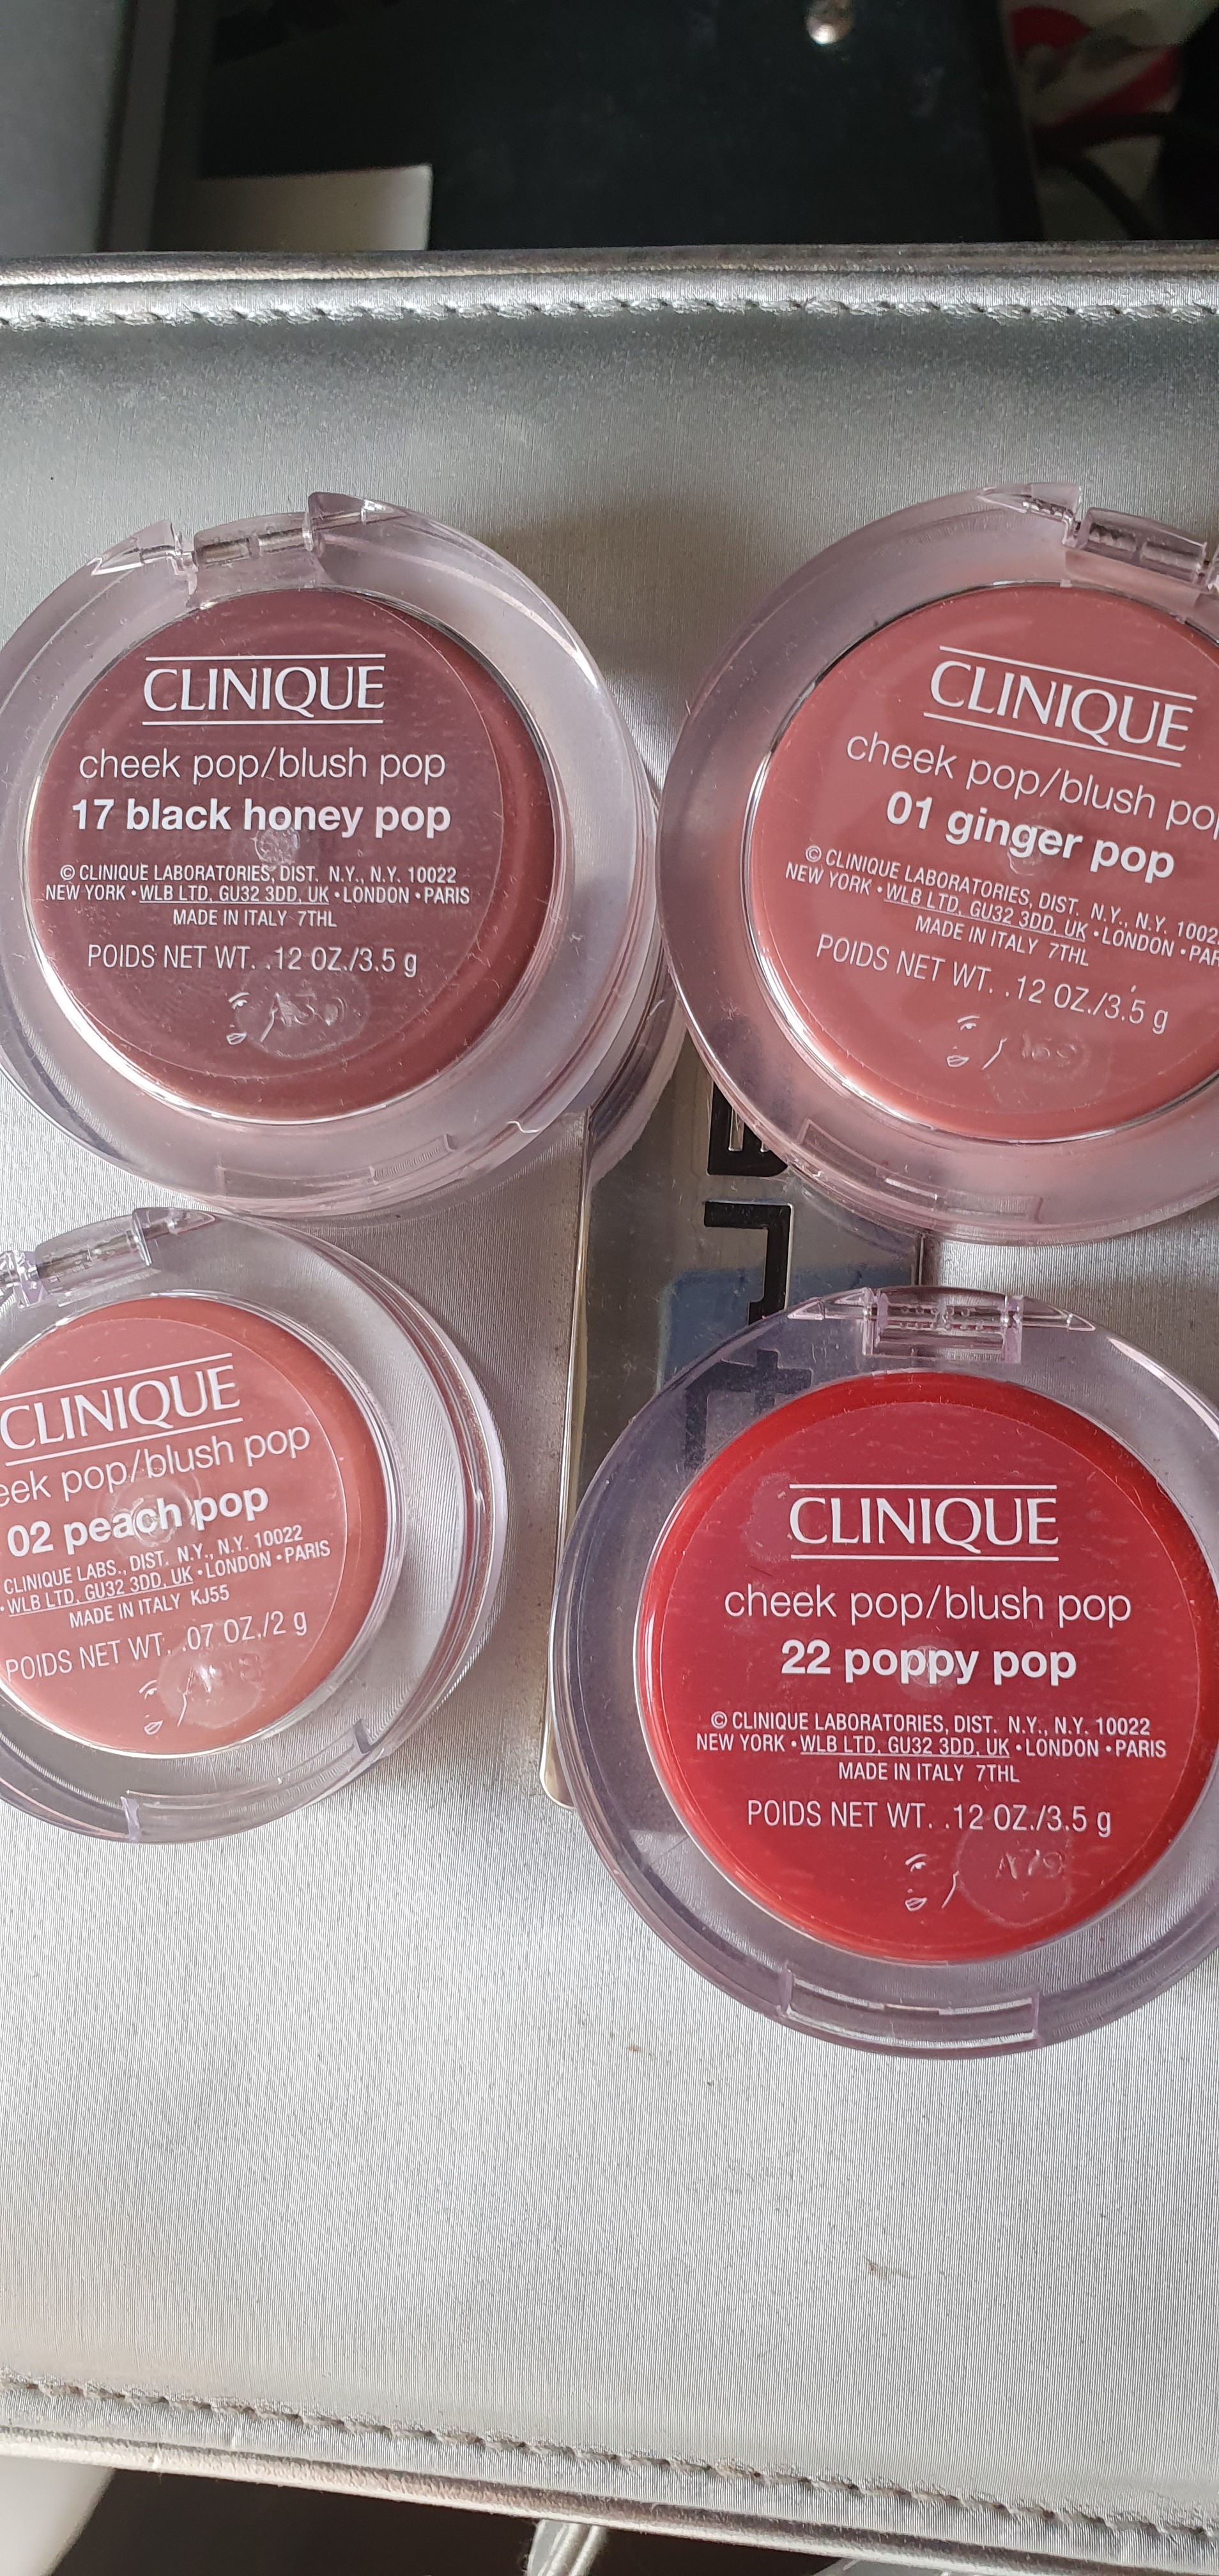 CLINIQUE
cheek pop/blush pop
17 black honey pop
© CLINIQUE LABORATORIES, DIST. N.Y., N.Y. 10022
NEW YORK • WLB LTD, GU32 3DD, UK • LONDON • PARIS
MADE IN ITALY 7THL
POIDS NET WT. .12 OZ./3.5 g
A30
CLINIQUE
cheek pop/blush po
01 ginger pop
© CLINIQUE LABORATORIES, DIST. N.Y., N.Y. 1002
NEW YORK • WLB LTD, GU32 3DD, UK • LONDON • PAR
MADE IN ITALY 7THL
POIDS NET WT. .12 OZ./3.5 g
CLINIQUE
eek pop/blush pop
02 peach pop
CLINIQUE LABS., DIST. N.Y., N.Y. 10022
• WLB LTD, GU32 3DD, UK • LONDON • PARIS
MADE IN ITALY KJ55
POIDS NET WT. .07 OZ./2 g
CLINIQUE
cheek pop/blush pop
22 poppy pop
© CLINIQUE LABORATORIES, DIST. N.Y., N.Y. 10022
NEW YORK • WLB LTD, GU32 3DD, UK • LONDON • PARIS
MADE IN ITALY 7THL
POIDS NET WT. .12 OZ./3.5 g
A79